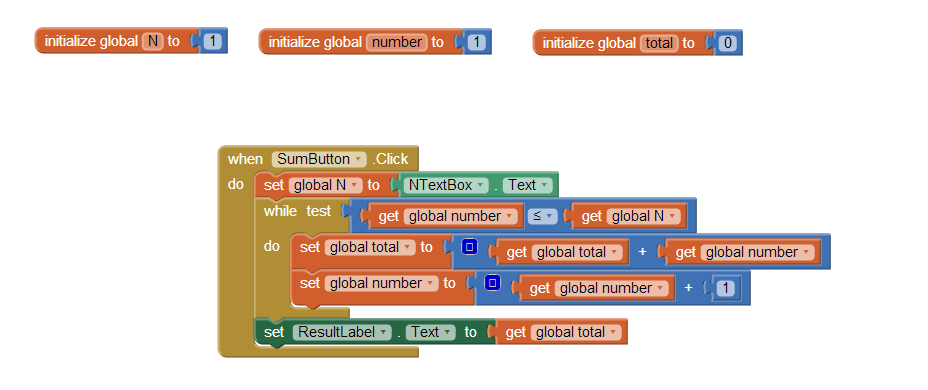 initialize global N to 1 initialize global number to 1 initialize global total to 0
when SumButton .Click
do set global N to NTextBox . Text
while test get global number ≤ get global N
do set global total to get global total + get global number
set global number to get global number + 1
set ResultLabel . Text to get global total